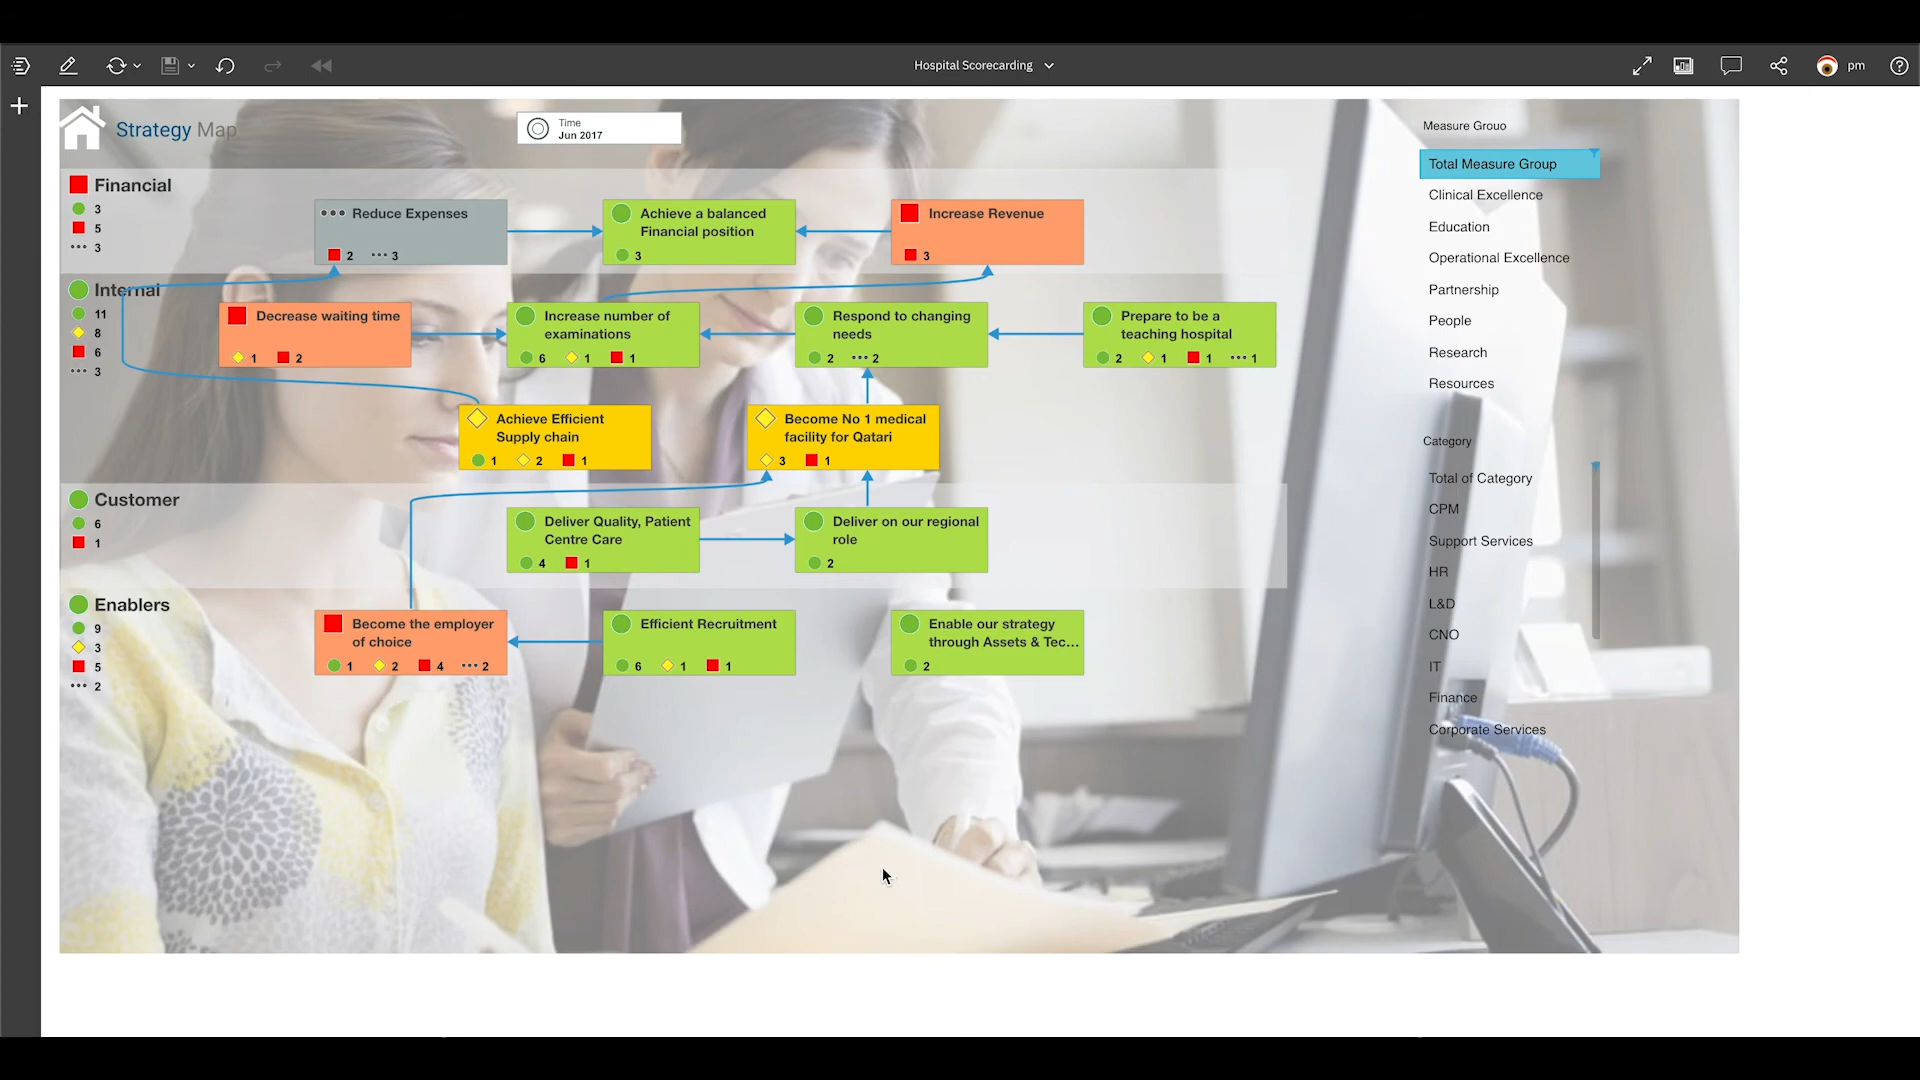 Hospital Scorecarding
pm
Strategy Map
Time
Jun 2017
Financial
3
5
3
Reduce Expenses
2 3
Achieve a balanced
Financial position
3
Increase Revenue
3
Internal
11
8
6
3
Decrease waiting time
1 2
Increase number of
examinations
6 1 1
Respond to changing
needs
2 2
Prepare to be a
teaching hospital
2 1 1 1
Achieve Efficient
Supply chain
1 2 1
Become No 1 medical
facility for Qatari
3 1
Customer
6
1
Deliver Quality, Patient
Centre Care
4 1
Deliver on our regional
role
2
Enablers
9
3
5
2
Become the employer
of choice
1 2 4 2
Efficient Recruitment
6 1 1
Enable our strategy
through Assets & Tec...
2
Measure Grouo
Total Measure Group
Clinical Excellence
Education
Operational Excellence
Partnership
People
Research
Resources
Category
Total of Category
CPM
Support Services
HR
L&D
CNO
IT
Finance
Corporate Services